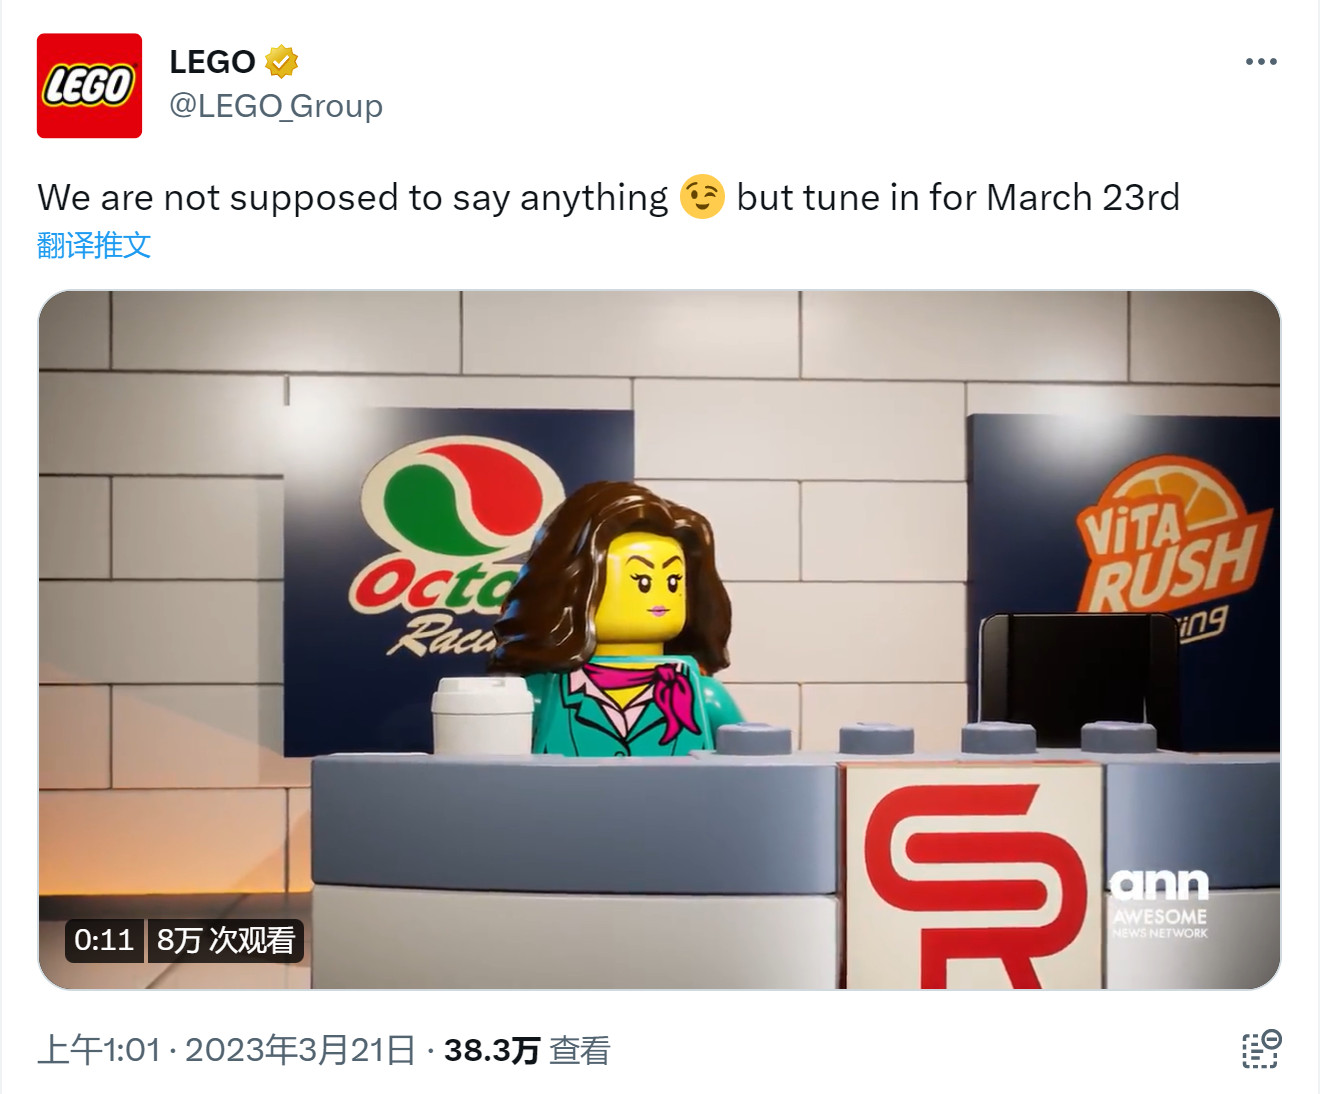 LEGO
LEGO
@LEGO_Group
We are not supposed to say anything 😉 but tune in for March 23rd
翻译推文
ViTA
RUSH
Octa
ann
AWESOME
NEWS NETWORK
0:11
8万 次观看
上午1:01 · 2023年3月21日 · 38.3万 查看